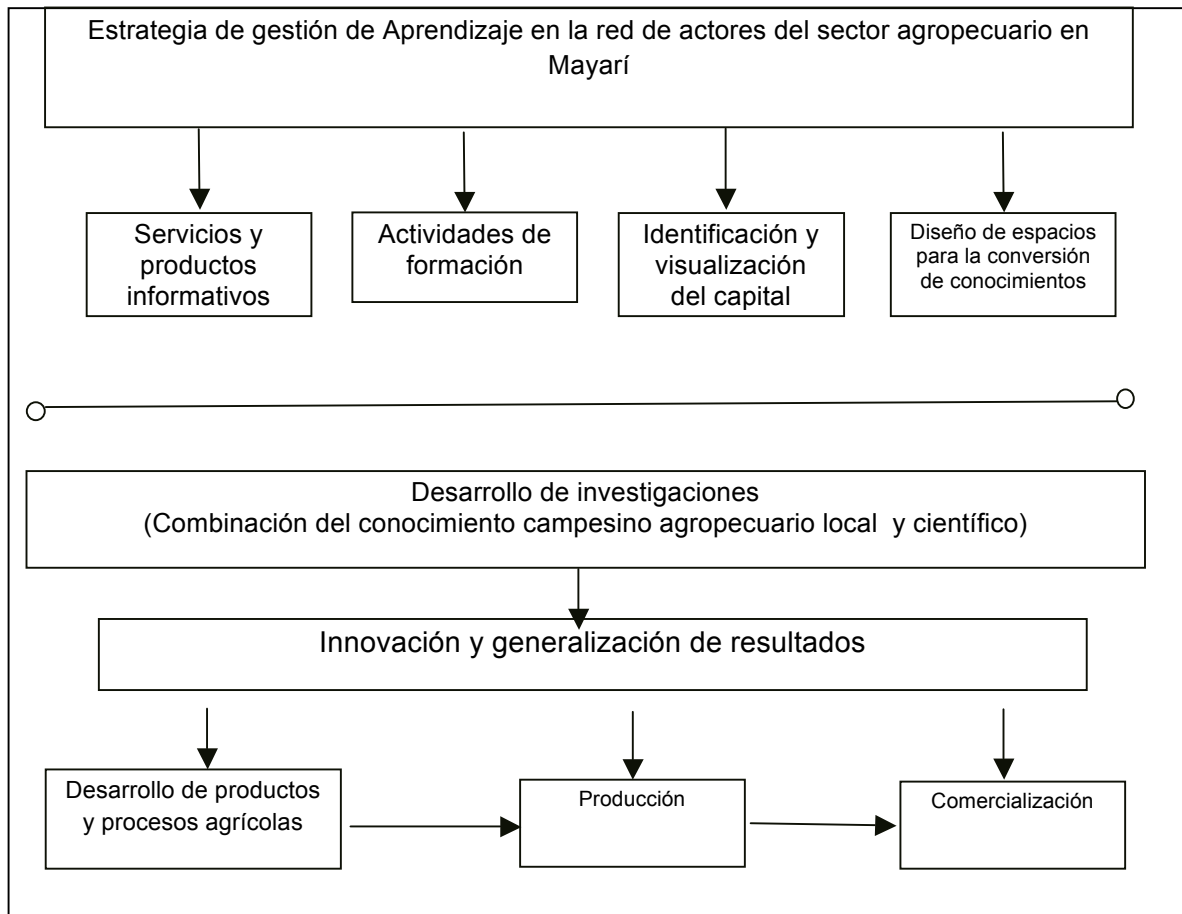 Estrategia de gestión de Aprendizaje en la red de actores del sector agropecuario en
Mayarí
Servicios y
productos
informativos
Actividades de
formación
Identificación y
visualización
del capital
Diseño de espacios
para la conversión
de conocimientos
Desarrollo de investigaciones
(Combinación del conocimiento campesino agropecuario local y científico)
Innovación y generalización de resultados
Desarrollo de productos
y procesos agrícolas
Producción
Comercialización